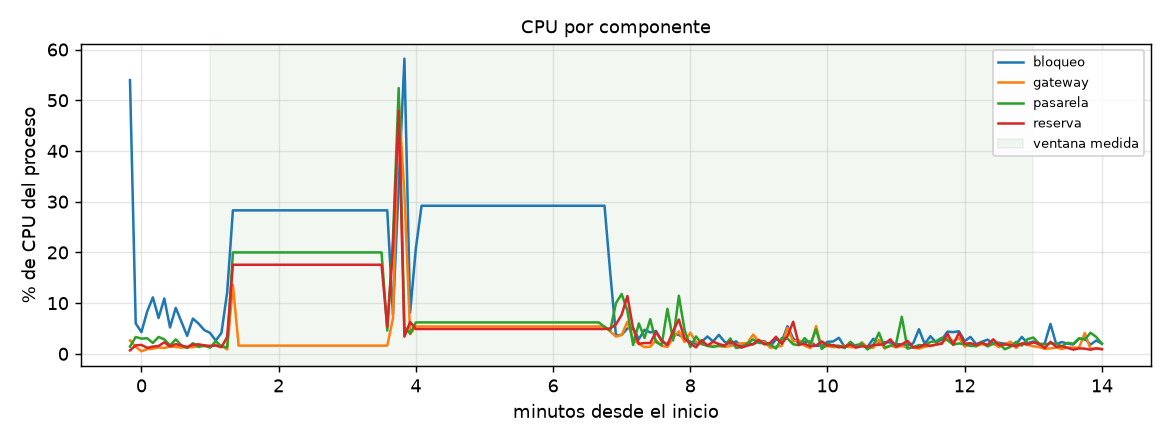 CPU por componente
% de CPU del proceso
60
50
40
30
20
10
0
bloqueo
gateway
pasarela
reserva
ventana medida
0 2 4 6 8 10 12 14
minutos desde el inicio